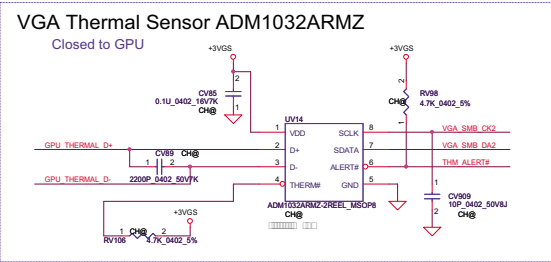 VGA Thermal Sensor ADM1032ARMZ
Closed to GPU
+3VGS
+3VGS
2
CV85
0.1U_0402_16V7K
CH@
1
2
RV98
CH@
4.7K_0402_5%
1
UV14
1 VDD SCLK 8 VGA_SMB_CK2
GPU_THERMAL_D+ 2 D+ SDATA 7 VGA_SMB_DA2
CV89 CH@
1 2 3 D- ALERT# 6 THM_ALERT#
GPU_THERMAL_D- 2200P_0402_50V7K 4 THERM# GND 5
1
CV909
10P_0402_50V8J
CH@
2
ADM1032ARMZ-2REEL_MSOP8
CH@
+3VGS
1 CH@ 2
RV106 4.7K_0402_5%